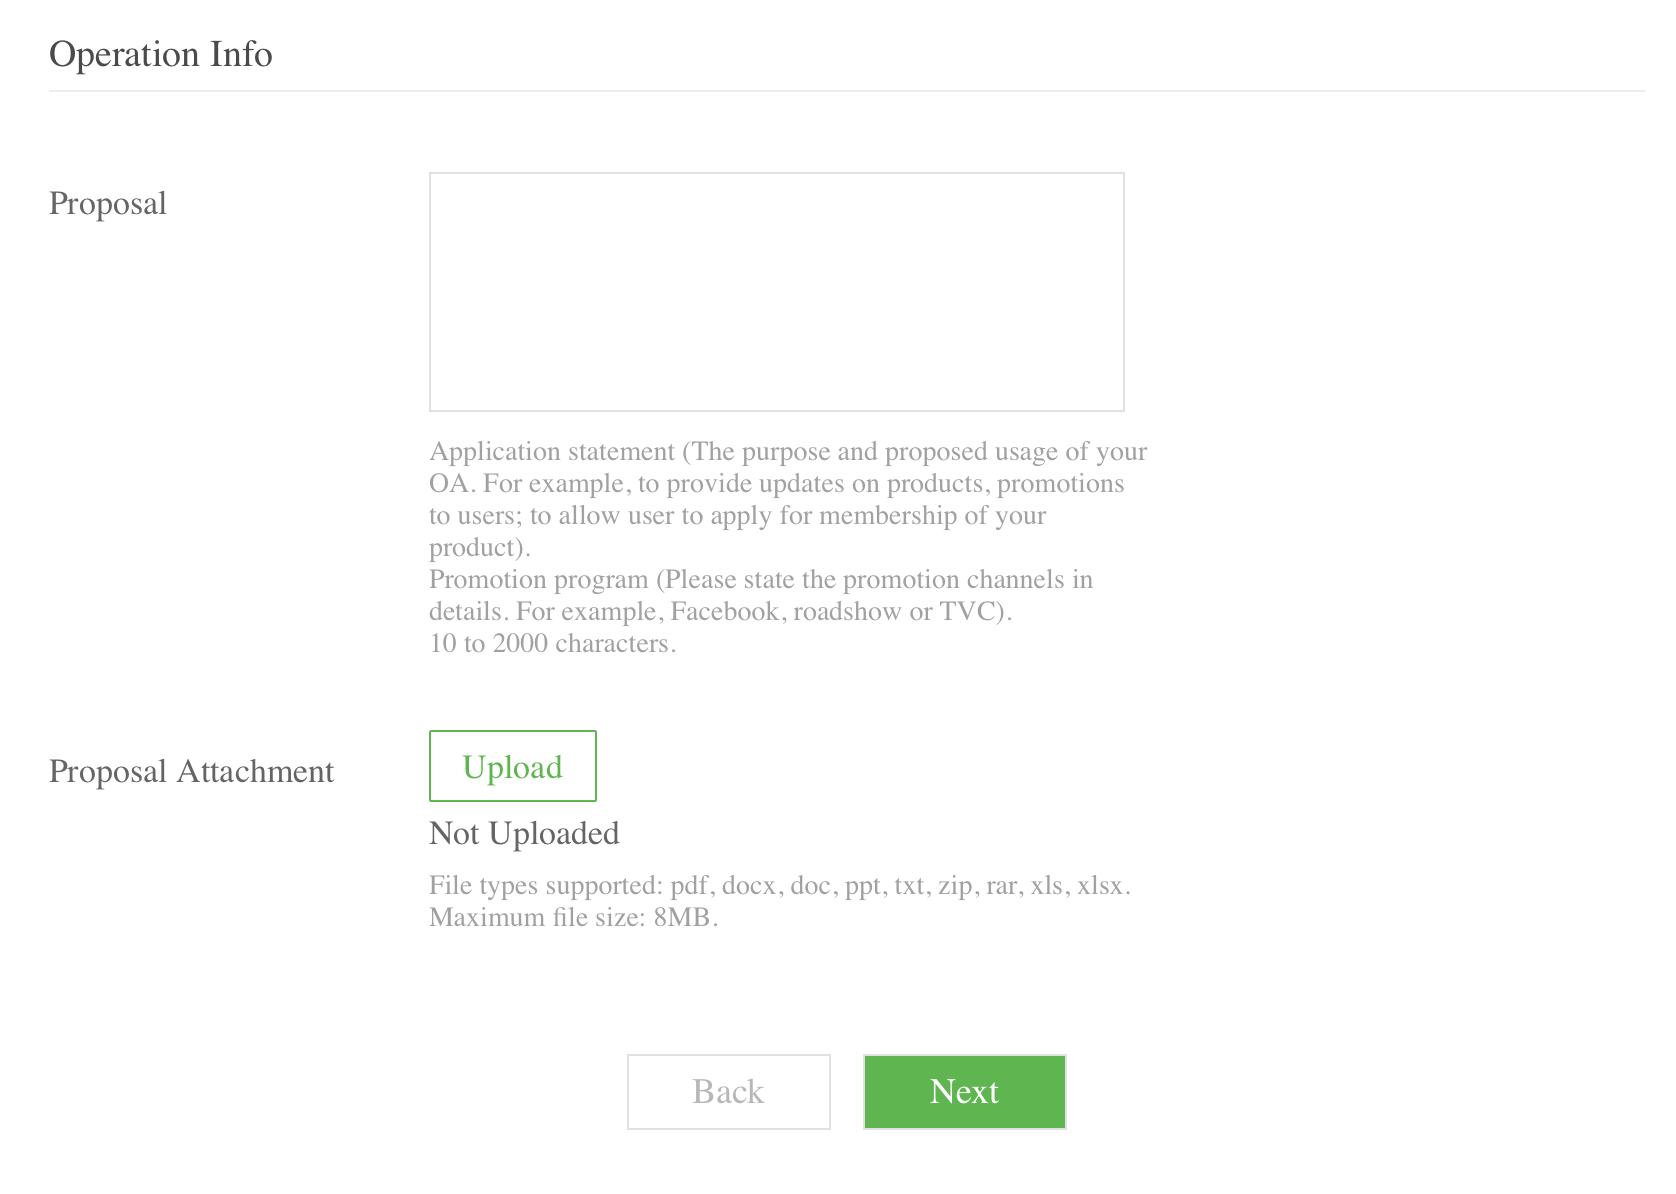 Operation Info
Proposal
Application statement (The purpose and proposed usage of your
OA. For example, to provide updates on products, promotions
to users; to allow user to apply for membership of your
product).
Promotion program (Please state the promotion channels in
details. For example, Facebook, roadshow or TVC).
10 to 2000 characters.
Proposal Attachment
Upload
Not Uploaded
File types supported: pdf, docx, doc, ppt, txt, zip, rar, xls, xlsx.
Maximum file size: 8MB.
Back
Next